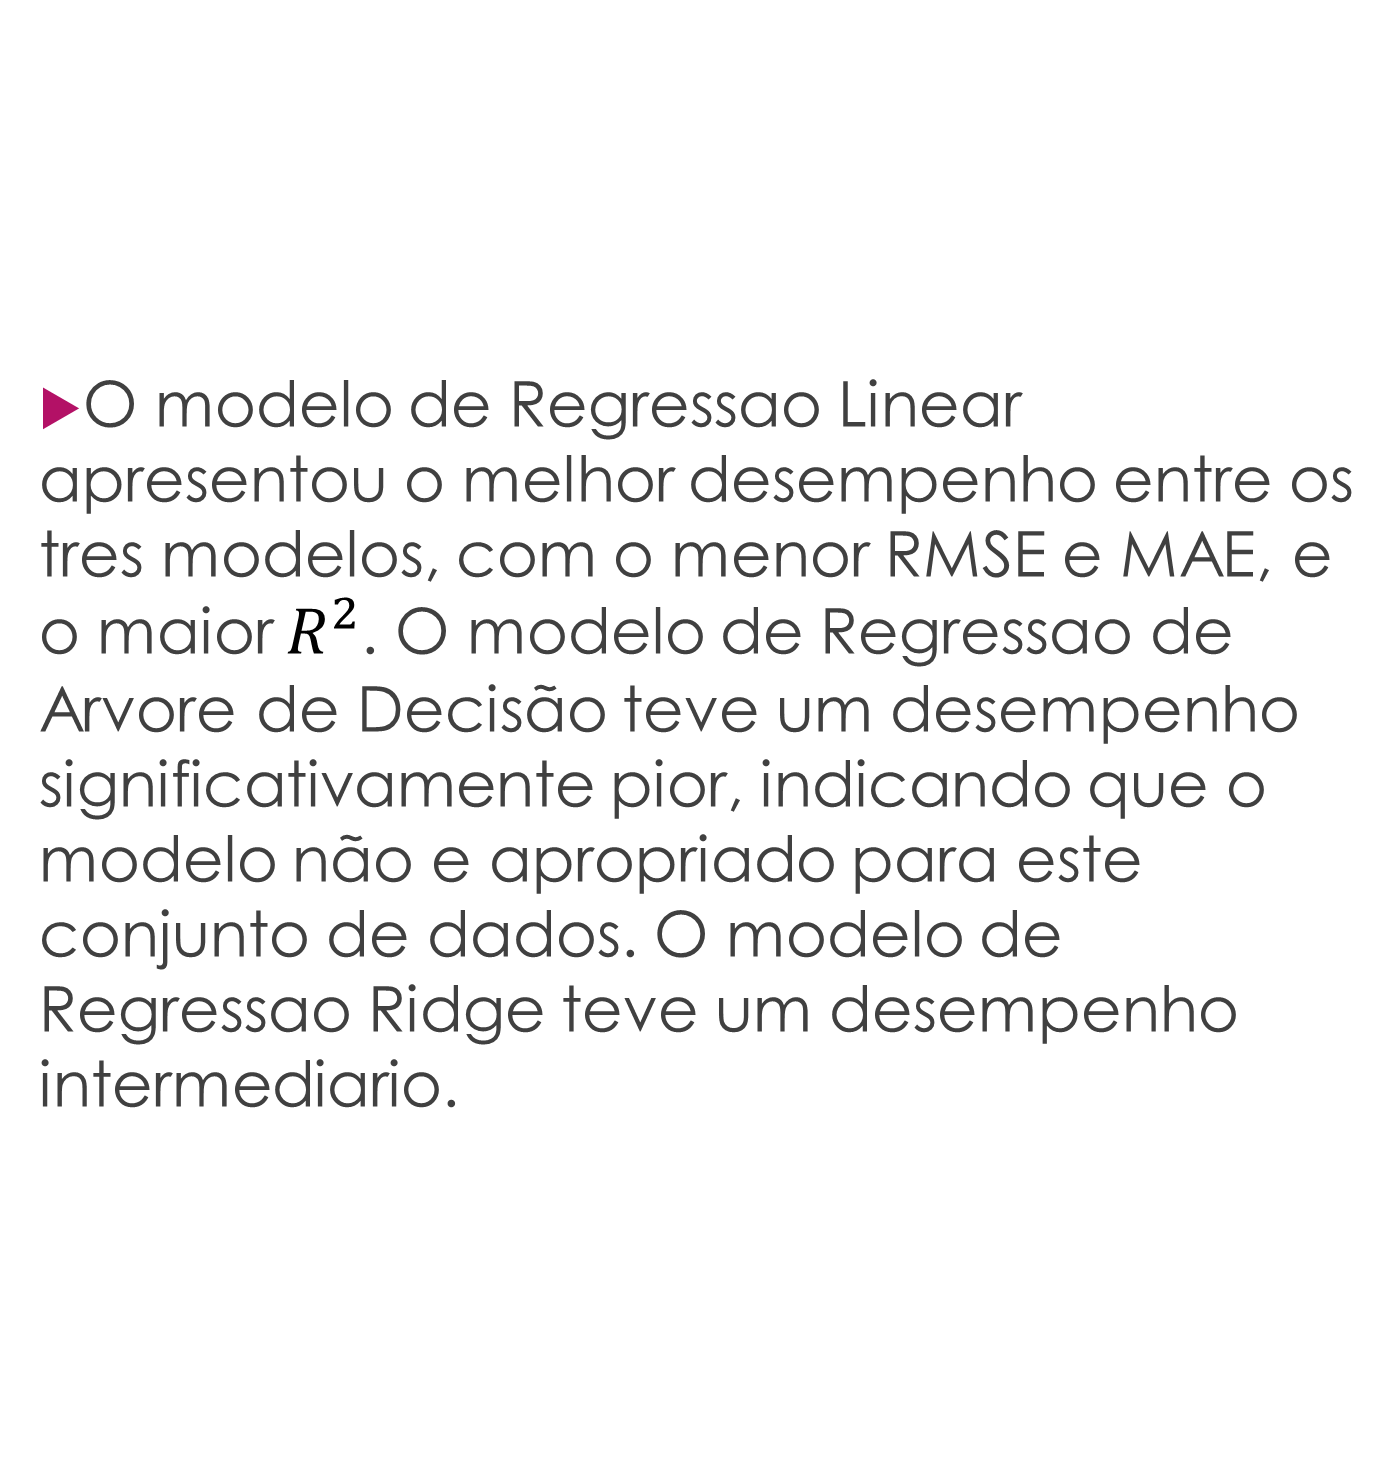 ▶O modelo de Regressao Linear
apresentou o melhor desempenho entre os
tres modelos, com o menor RMSE e MAE, e
o maior R². O modelo de Regressao de
Arvore de Decisão teve um desempenho
significativamente pior, indicando que o
modelo não e apropriado para este
conjunto de dados. O modelo de
Regressao Ridge teve um desempenho
intermediario.